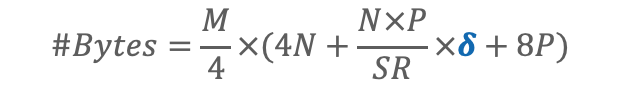 #Bytes = M/4 × (4N + N×P/SR × δ + 8P)